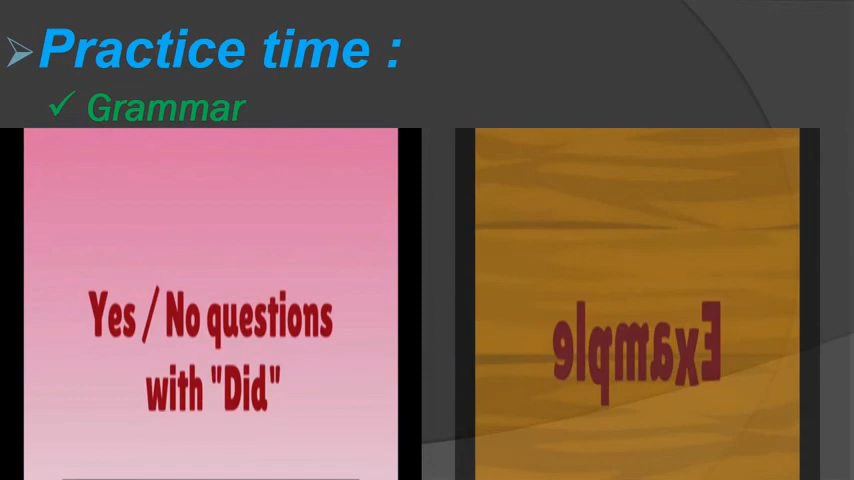 Practice time :
Grammar
Yes / No questions
with "Did"
Example